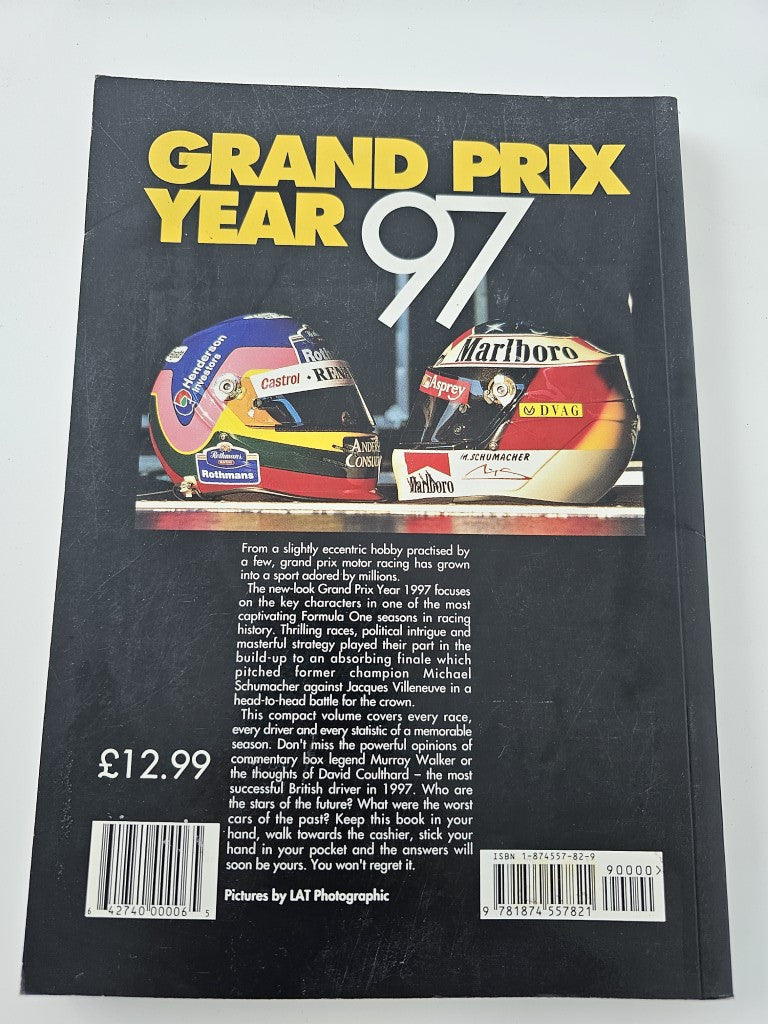 GRAND PRIX
YEAR 97
Henderson
Investors
Rothmans
Castrol · RENA
ANDERS
CONSULT
Marlboro
Asprey
DVAG
M. SCHUMACHER
Marlboro
From a slightly eccentric hobby practised by
a few, grand prix motor racing has grown
into a sport adored by millions.
The new-look Grand Prix Year 1997 focuses
on the key characters in one of the most
captivating Formula One seasons in racing
history. Thrilling races, political intrigue and
masterful strategy played their part in the
build-up to an absorbing finale which
pitched former champion Michael
Schumacher against Jacques Villeneuve in a
head-to-head battle for the crown.
This compact volume covers every race,
every driver and every statistic of a memorable
season. Don't miss the powerful opinions of
commentary box legend Murray Walker or
the thoughts of David Coulthard – the most
successful British driver in 1997. Who are
the stars of the future? What were the worst
cars of the past? Keep this book in your
hand, walk towards the cashier, stick your
hand in your pocket and the answers will
soon be yours. You won't regret it.
£12.99
Pictures by LAT Photographic
6 42740 00006 5
ISBN 1-874557-82-9
90000>
9 781874 557821